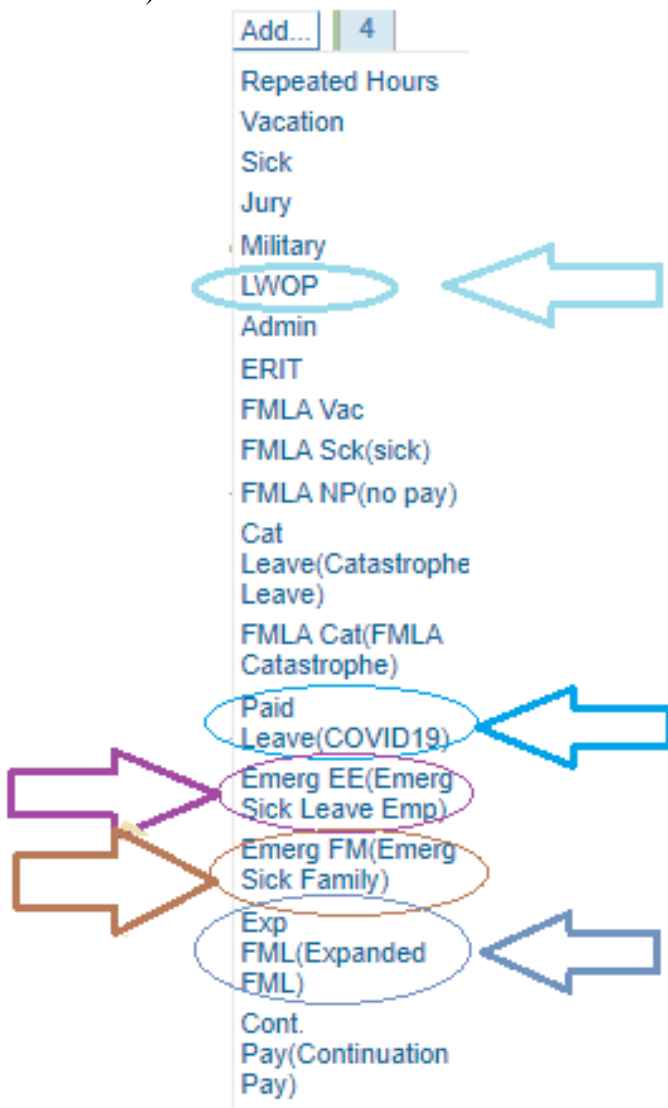 )
Add... 4
Repeated Hours
Vacation
Sick
Jury
Military
LWOP
Admin
ERIT
FMLA Vac
FMLA Sck(sick)
FMLA NP(no pay)
Cat
Leave(Catastrophe
Leave)
FMLA Cat(FMLA
Catastrophe)
Paid
Leave(COVID19)
Emerg EE(Emerg
Sick Leave Emp)
Emerg FM(Emerg
Sick Family)
Exp
FML(Expanded
FML)
Cont.
Pay(Continuation
Pay)